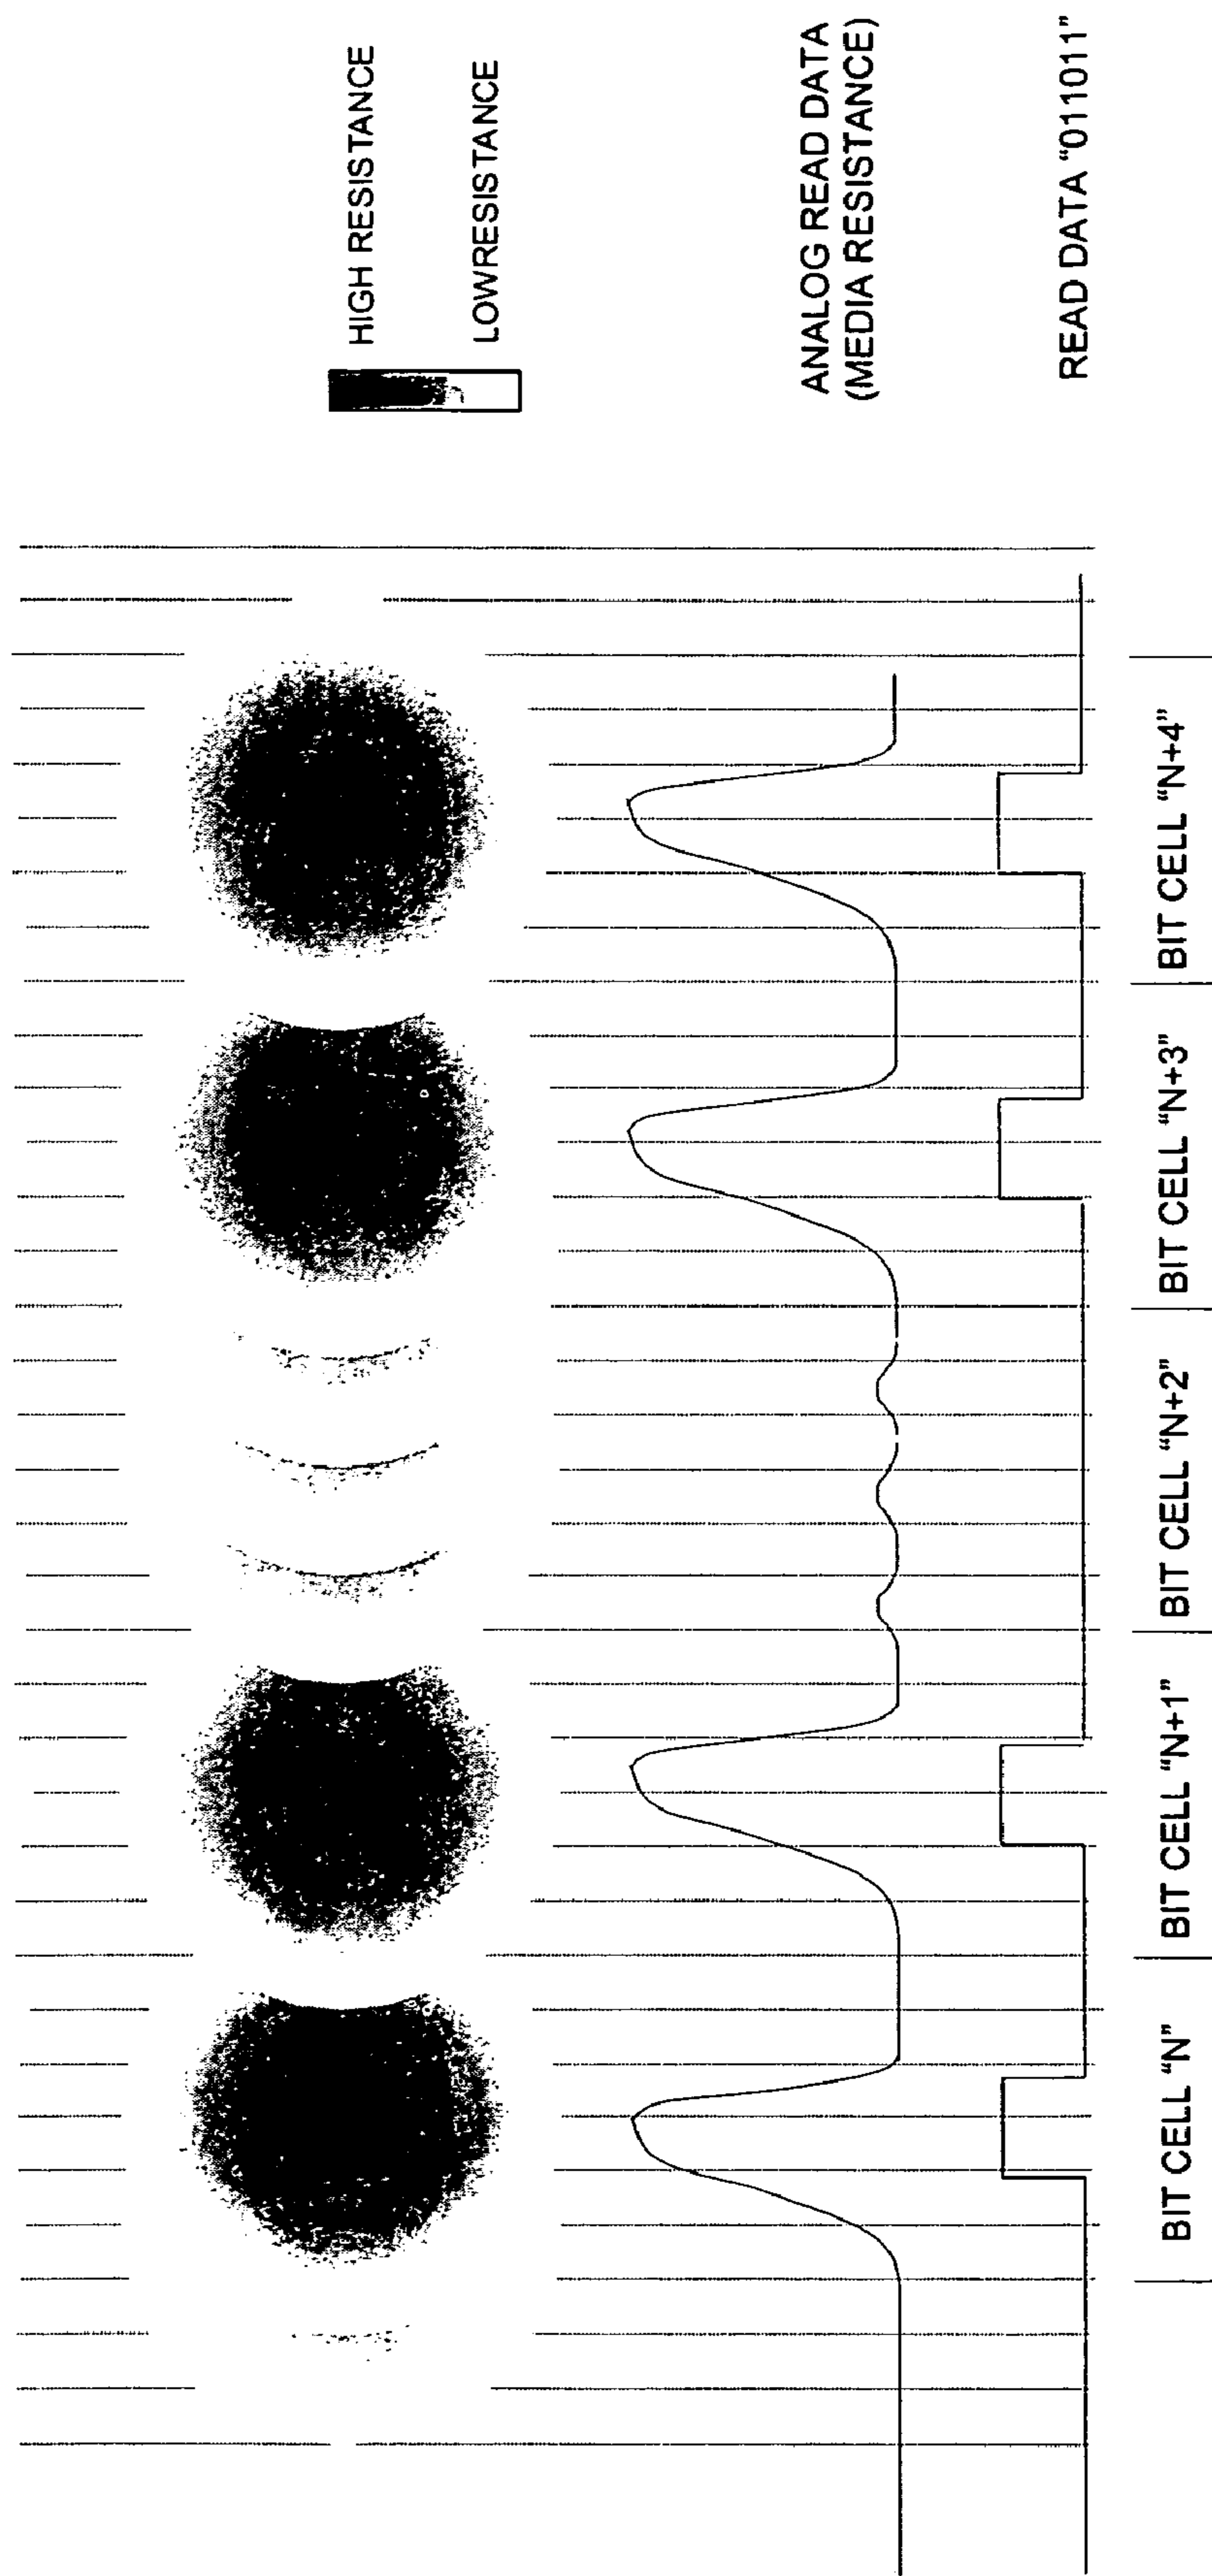 HIGH RESISTANCE
LOWRESISTANCE
ANALOG READ DATA
(MEDIA RESISTANCE)
READ DATA “011011”
BIT CELL “N”
BIT CELL “N+1”
BIT CELL “N+2”
BIT CELL “N+3”
BIT CELL “N+4”